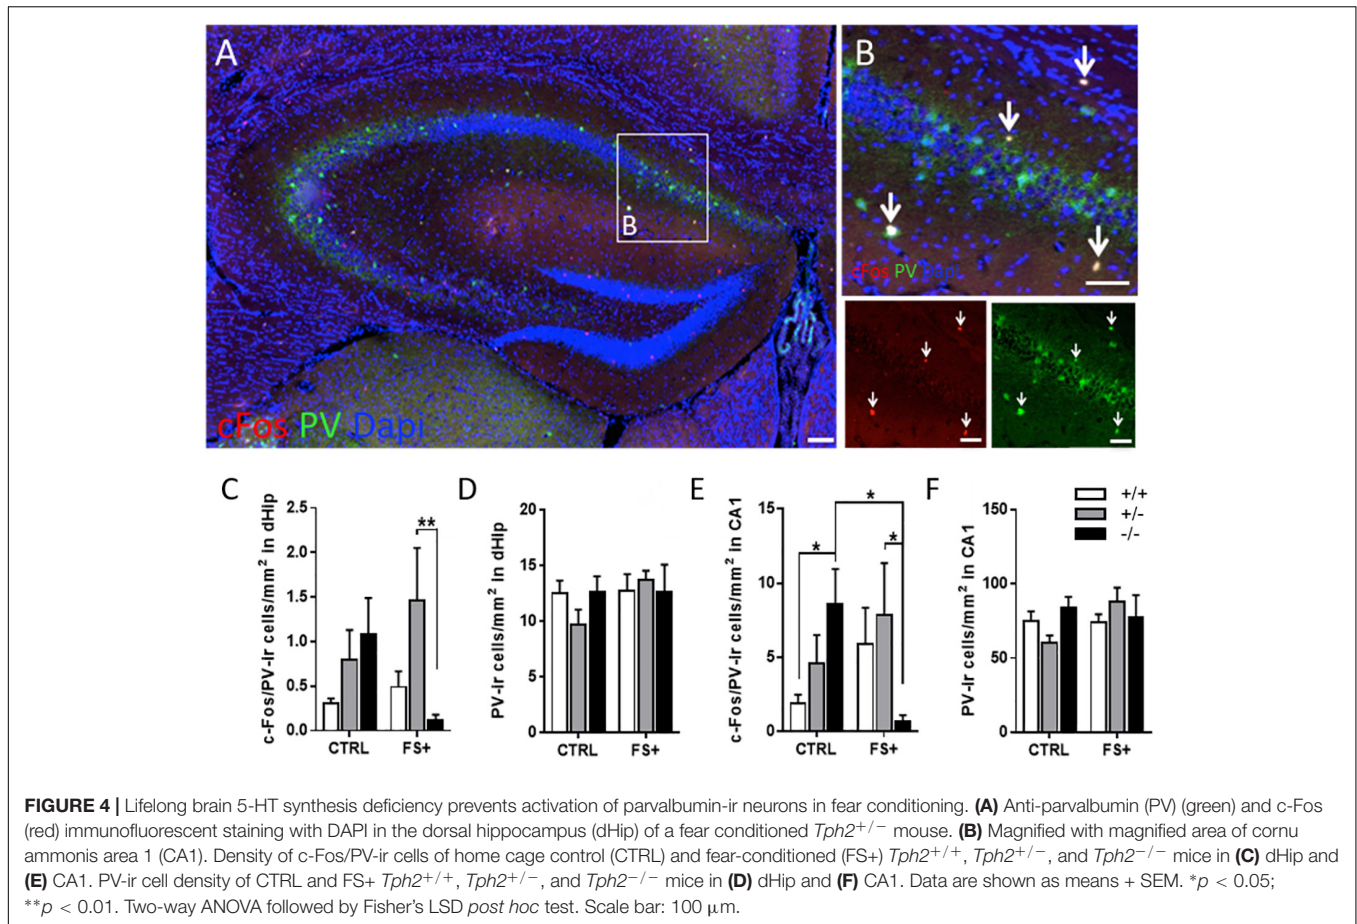 A
B
B
cFos PV Dapi
cFos PV Dapi
C
c-Fos/PV-ir cells/mm² in dHip
2.5
2.0
1.5
1.0
0.5
0.0
**
CTRL
FS+
D
PV-ir cells/mm² in dHip
20
15
10
5
0
CTRL
FS+
E
c-Fos/PV-ir cells/mm² in CA1
15
10
5
0
*
*
*
CTRL
FS+
F
PV-ir cells/mm² in CA1
150
100
50
0
CTRL
FS+
+/+
+/-
-/-
FIGURE 4 | Lifelong brain 5-HT synthesis deficiency prevents activation of parvalbumin-ir neurons in fear conditioning. (A) Anti-parvalbumin (PV) (green) and c-Fos
(red) immunofluorescent staining with DAPI in the dorsal hippocampus (dHip) of a fear conditioned Tph2+/− mouse. (B) Magnified with magnified area of cornu
ammonis area 1 (CA1). Density of c-Fos/PV-ir cells of home cage control (CTRL) and fear-conditioned (FS+) Tph2+/+, Tph2+/−, and Tph2−/− mice in (C) dHip and
(E) CA1. PV-ir cell density of CTRL and FS+ Tph2+/+, Tph2+/−, and Tph2−/− mice in (D) dHip and (F) CA1. Data are shown as means + SEM. *p < 0.05;
**p < 0.01. Two-way ANOVA followed by Fisher's LSD post hoc test. Scale bar: 100 μm.